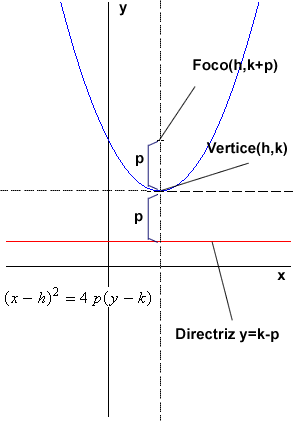 y
Foco(h,k+p)
p
Vertice(h,k)
p
x
(x − h)² = 4 p(y − k)
Directriz y=k-p